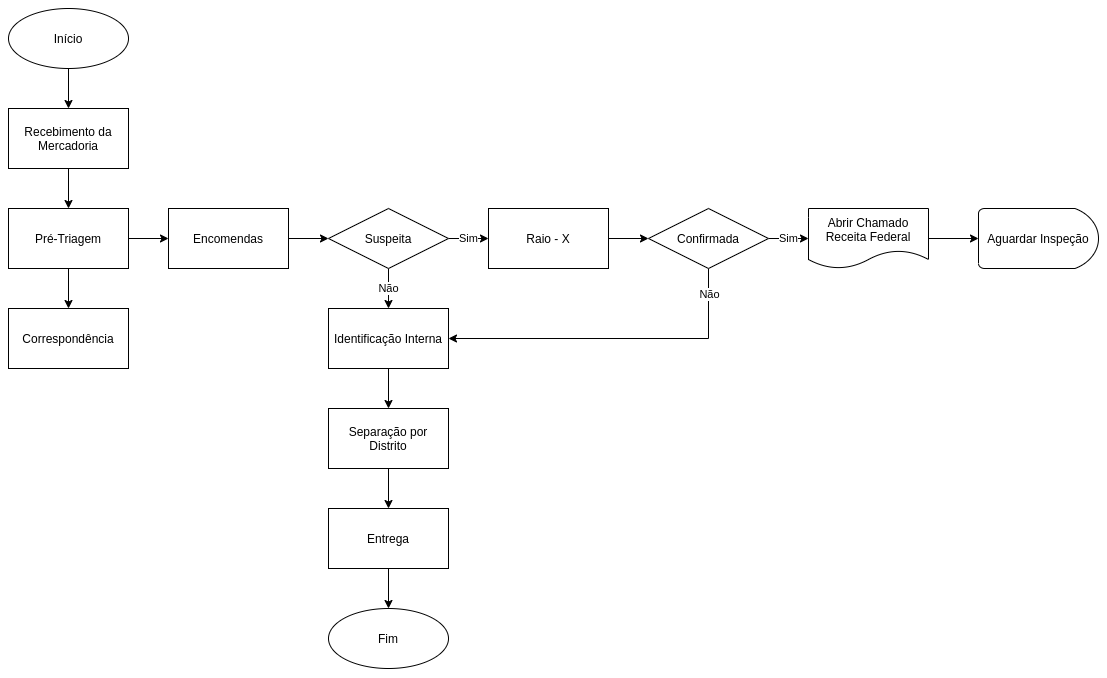 Início
Recebimento da
Mercadoria
Pré-Triagem
Encomendas
Suspeita
Sim
Raio - X
Confirmada
Sim
Abrir Chamado
Receita Federal
Aguardar Inspeção
Não
Não
Correspondência
Identificação Interna
Separação por
Distrito
Entrega
Fim